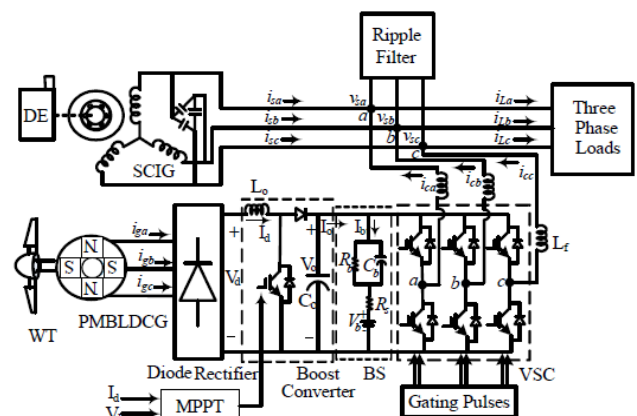 Ripple
Filter
DE
SCIG
i_sa
i_sb
i_sc
v_sa
v_sb
v_sc
a
b
c
i_La
i_Lb
i_Lc
Three
Phase
Loads
i_ca
i_cb
i_cc
L_f
L_o
I_d
I_o
I_b
+
V_d
−
+
V_o
C_o
−
R_b
C_b
R_s
V_b
a
b
c
N
S
S
N
i_ga
i_gb
i_gc
WT
PMBLDCG
Diode Rectifier
Boost
Converter
BS
VSC
Gating Pulses
I_d
MPPT